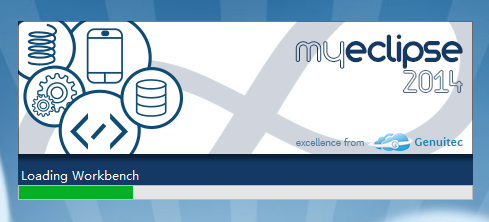 myeclipse
2014
excellence from Genuitec
Loading Workbench